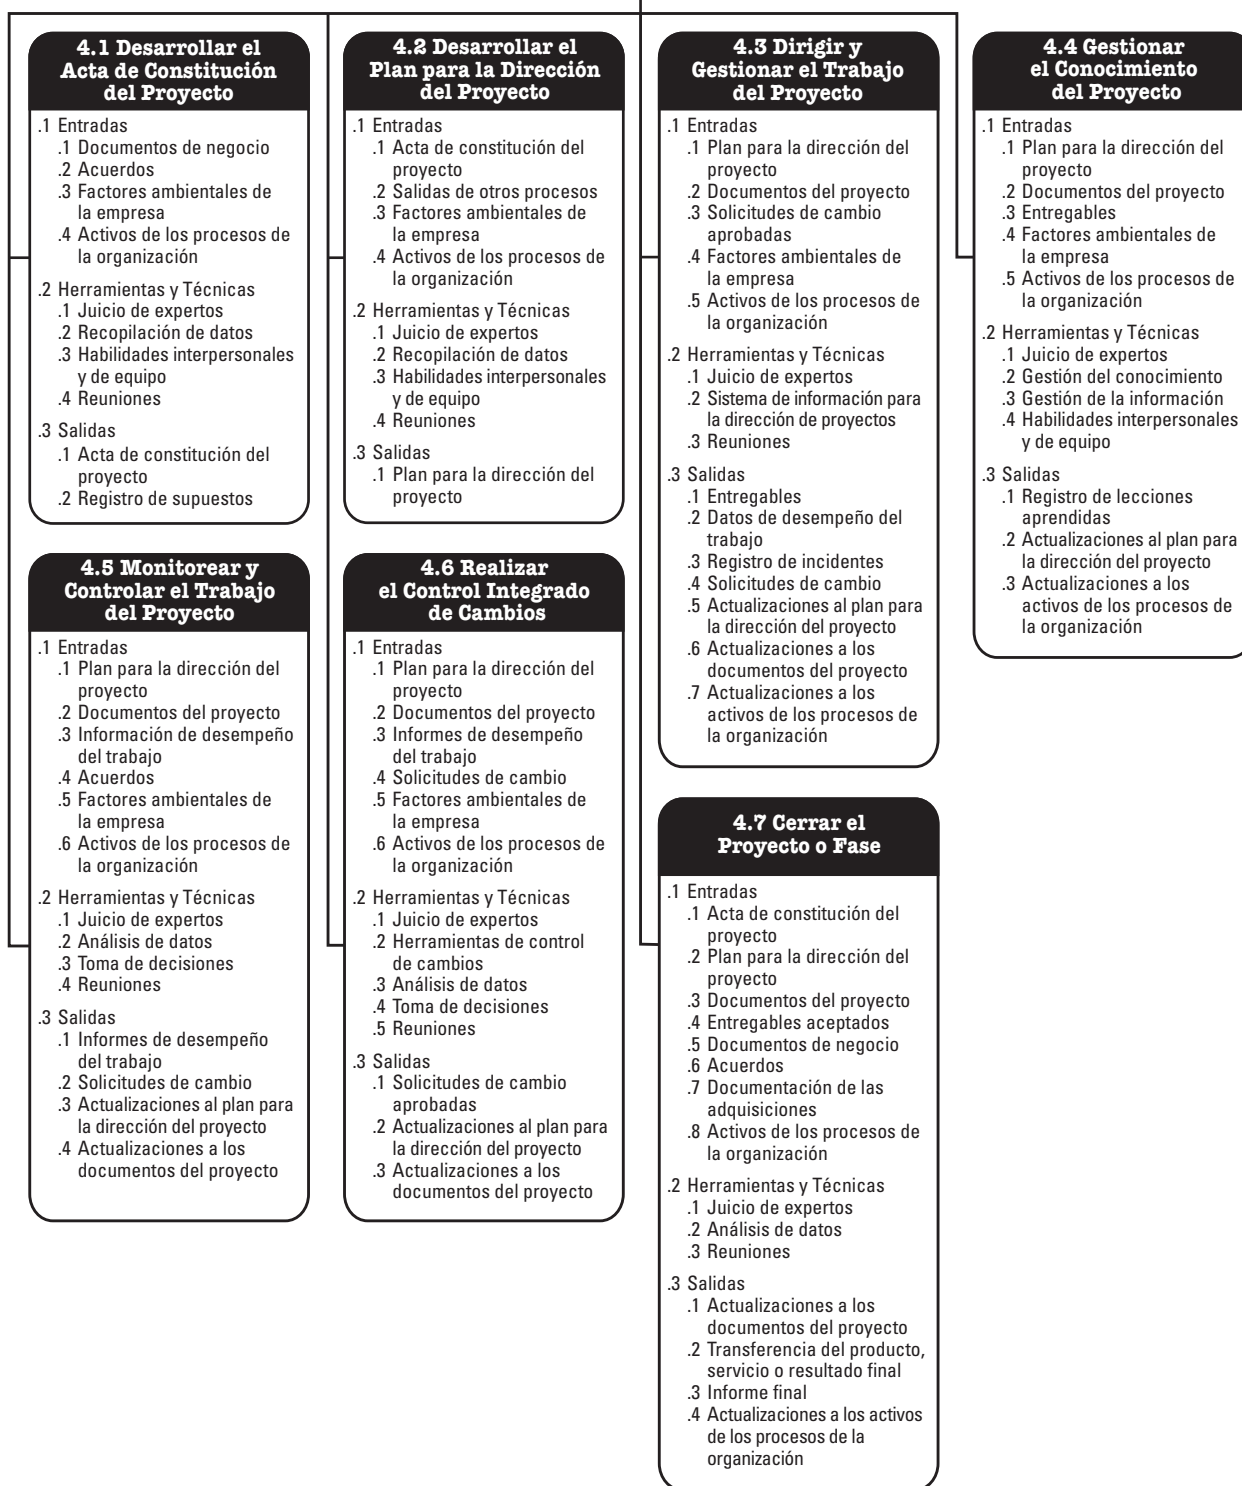 4.1 Desarrollar el
Acta de Constitución
del Proyecto
.1 Entradas
.1 Documentos de negocio
.2 Acuerdos
.3 Factores ambientales de
la empresa
.4 Activos de los procesos de
la organización
.2 Herramientas y Técnicas
.1 Juicio de expertos
.2 Recopilación de datos
.3 Habilidades interpersonales
y de equipo
.4 Reuniones
.3 Salidas
.1 Acta de constitución del
proyecto
.2 Registro de supuestos
4.2 Desarrollar el
Plan para la Dirección
del Proyecto
.1 Entradas
.1 Acta de constitución del
proyecto
.2 Salidas de otros procesos
.3 Factores ambientales de
la empresa
.4 Activos de los procesos de
la organización
.2 Herramientas y Técnicas
.1 Juicio de expertos
.2 Recopilación de datos
.3 Habilidades interpersonales
y de equipo
.4 Reuniones
.3 Salidas
.1 Plan para la dirección del
proyecto
4.3 Dirigir y
Gestionar el Trabajo
del Proyecto
.1 Entradas
.1 Plan para la dirección del
proyecto
.2 Documentos del proyecto
.3 Solicitudes de cambio
aprobadas
.4 Factores ambientales de
la empresa
.5 Activos de los procesos de
la organización
.2 Herramientas y Técnicas
.1 Juicio de expertos
.2 Sistema de información para
la dirección de proyectos
.3 Reuniones
.3 Salidas
.1 Entregables
.2 Datos de desempeño del
trabajo
.3 Registro de incidentes
.4 Solicitudes de cambio
.5 Actualizaciones al plan para
la dirección del proyecto
.6 Actualizaciones a los
documentos del proyecto
.7 Actualizaciones a los
activos de los procesos de
la organización
4.4 Gestionar
el Conocimiento
del Proyecto
.1 Entradas
.1 Plan para la dirección del
proyecto
.2 Documentos del proyecto
.3 Entregables
.4 Factores ambientales de
la empresa
.5 Activos de los procesos de
la organización
.2 Herramientas y Técnicas
.1 Juicio de expertos
.2 Gestión del conocimiento
.3 Gestión de la información
.4 Habilidades interpersonales
y de equipo
.3 Salidas
.1 Registro de lecciones
aprendidas
.2 Actualizaciones al plan para
la dirección del proyecto
.3 Actualizaciones a los
activos de los procesos de
la organización
4.5 Monitorear y
Controlar el Trabajo
del Proyecto
.1 Entradas
.1 Plan para la dirección del
proyecto
.2 Documentos del proyecto
.3 Información de desempeño
del trabajo
.4 Acuerdos
.5 Factores ambientales de
la empresa
.6 Activos de los procesos de
la organización
.2 Herramientas y Técnicas
.1 Juicio de expertos
.2 Análisis de datos
.3 Toma de decisiones
.4 Reuniones
.3 Salidas
.1 Informes de desempeño
del trabajo
.2 Solicitudes de cambio
.3 Actualizaciones al plan para
la dirección del proyecto
.4 Actualizaciones a los
documentos del proyecto
4.6 Realizar
el Control Integrado
de Cambios
.1 Entradas
.1 Plan para la dirección del
proyecto
.2 Documentos del proyecto
.3 Informes de desempeño
del trabajo
.4 Solicitudes de cambio
.5 Factores ambientales de
la empresa
.6 Activos de los procesos de
la organización
.2 Herramientas y Técnicas
.1 Juicio de expertos
.2 Herramientas de control
de cambios
.3 Análisis de datos
.4 Toma de decisiones
.5 Reuniones
.3 Salidas
.1 Solicitudes de cambio
aprobadas
.2 Actualizaciones al plan para
la dirección del proyecto
.3 Actualizaciones a los
documentos del proyecto
4.7 Cerrar el
Proyecto o Fase
.1 Entradas
.1 Acta de constitución del
proyecto
.2 Plan para la dirección del
proyecto
.3 Documentos del proyecto
.4 Entregables aceptados
.5 Documentos de negocio
.6 Acuerdos
.7 Documentación de las
adquisiciones
.8 Activos de los procesos de
la organización
.2 Herramientas y Técnicas
.1 Juicio de expertos
.2 Análisis de datos
.3 Reuniones
.3 Salidas
.1 Actualizaciones a los
documentos del proyecto
.2 Transferencia del producto,
servicio o resultado final
.3 Informe final
.4 Actualizaciones a los activos
de los procesos de la
organización